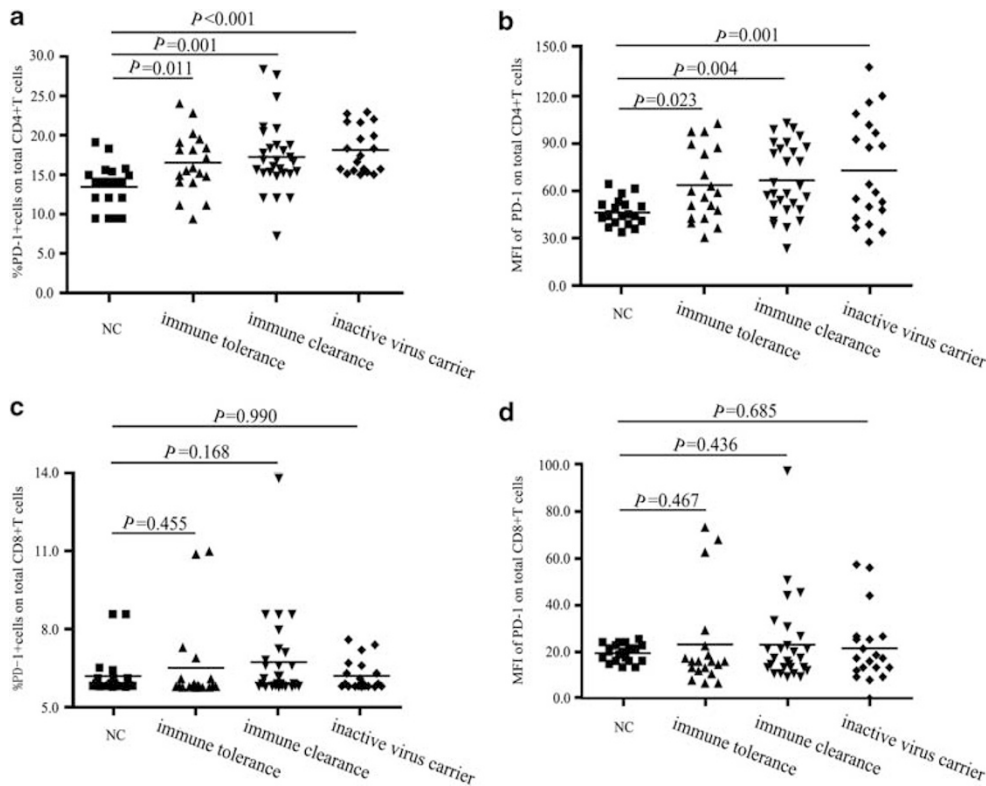 a
P<0.001
P=0.001
P=0.011
%PD-1+cells on total CD4+T cells
30.0
25.0
20.0
15.0
10.0
5.0
0.0
NC
immune tolerance
immune clearance
inactive virus carrier
b
P=0.001
P=0.004
P=0.023
MFI of PD-1 on total CD4+T cells
150.0
120.0
90.0
60.0
30.0
0.0
NC
immune tolerance
immune clearance
inactive virus carrier
c
P=0.990
P=0.168
P=0.455
%PD-1+cells on total CD8+T cells
14.0
11.0
8.0
5.0
NC
immune tolerance
immune clearance
inactive virus carrier
d
P=0.685
P=0.436
P=0.467
MFI of PD-1 on total CD8+T cells
100.0
80.0
60.0
40.0
20.0
0.0
NC
immune tolerance
immune clearance
inactive virus carrier